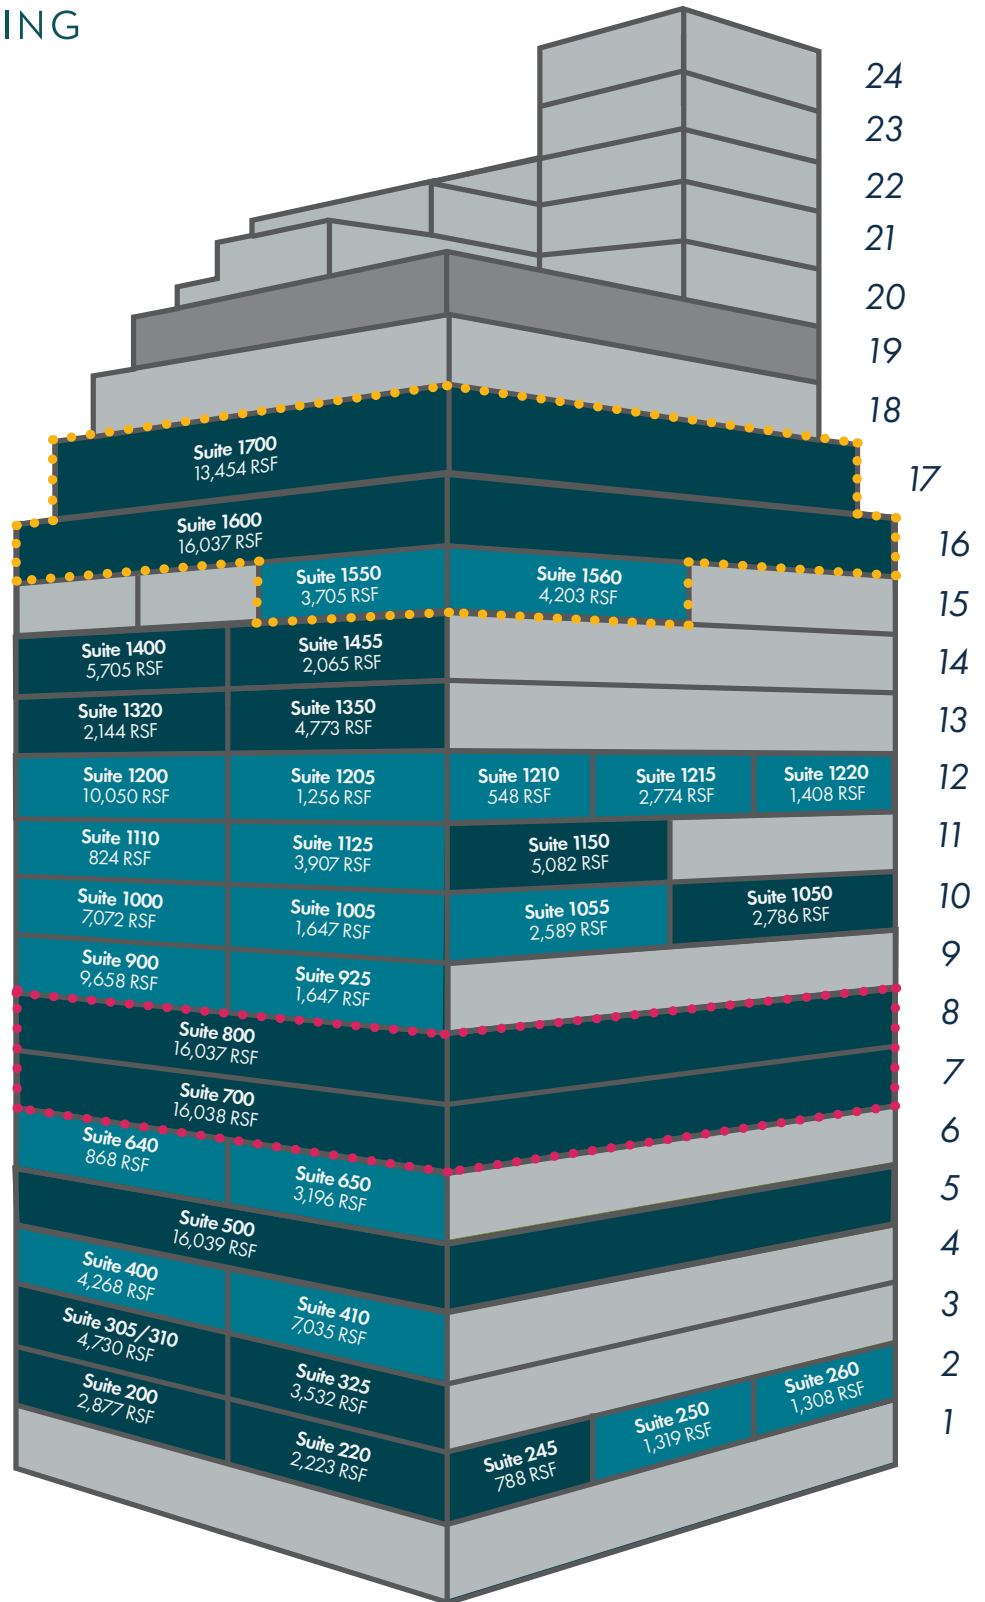 ING
24
23
22
21
20
19
18
Suite 1700
13,454 RSF
17
Suite 1600
16,037 RSF
16
Suite 1550
3,705 RSF
Suite 1560
4,203 RSF
15
Suite 1400
5,705 RSF
Suite 1455
2,065 RSF
14
Suite 1320
2,144 RSF
Suite 1350
4,773 RSF
13
Suite 1200
10,050 RSF
Suite 1205
1,256 RSF
Suite 1210
548 RSF
Suite 1215
2,774 RSF
Suite 1220
1,408 RSF
12
Suite 1110
824 RSF
Suite 1125
3,907 RSF
Suite 1150
5,082 RSF
11
Suite 1000
7,072 RSF
Suite 1005
1,647 RSF
Suite 1055
2,589 RSF
Suite 1050
2,786 RSF
10
Suite 900
9,658 RSF
Suite 925
1,647 RSF
9
Suite 800
16,037 RSF
8
Suite 700
16,038 RSF
7
Suite 640
868 RSF
Suite 650
3,196 RSF
6
Suite 500
16,039 RSF
5
Suite 400
4,268 RSF
Suite 410
7,035 RSF
4
Suite 305/310
4,730 RSF
Suite 325
3,532 RSF
3
Suite 200
2,877 RSF
Suite 220
2,223 RSF
Suite 245
788 RSF
Suite 250
1,319 RSF
Suite 260
1,308 RSF
2
1